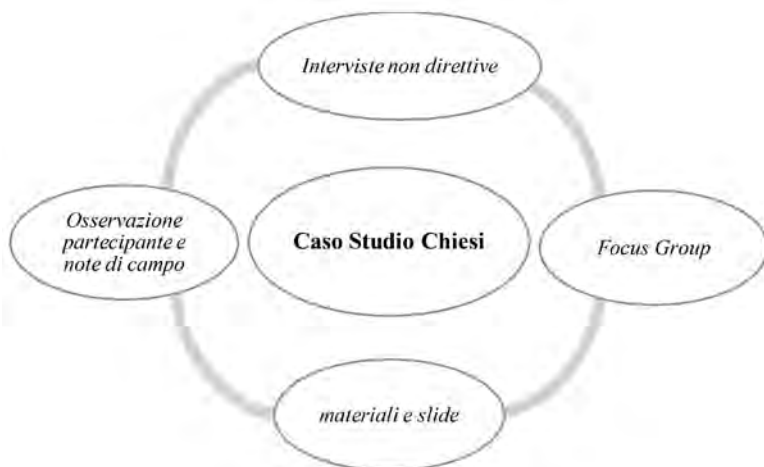 Interviste non direttive
Osservazione
partecipante e
note di campo
Caso Studio Chiesi
Focus Group
materiali e slide